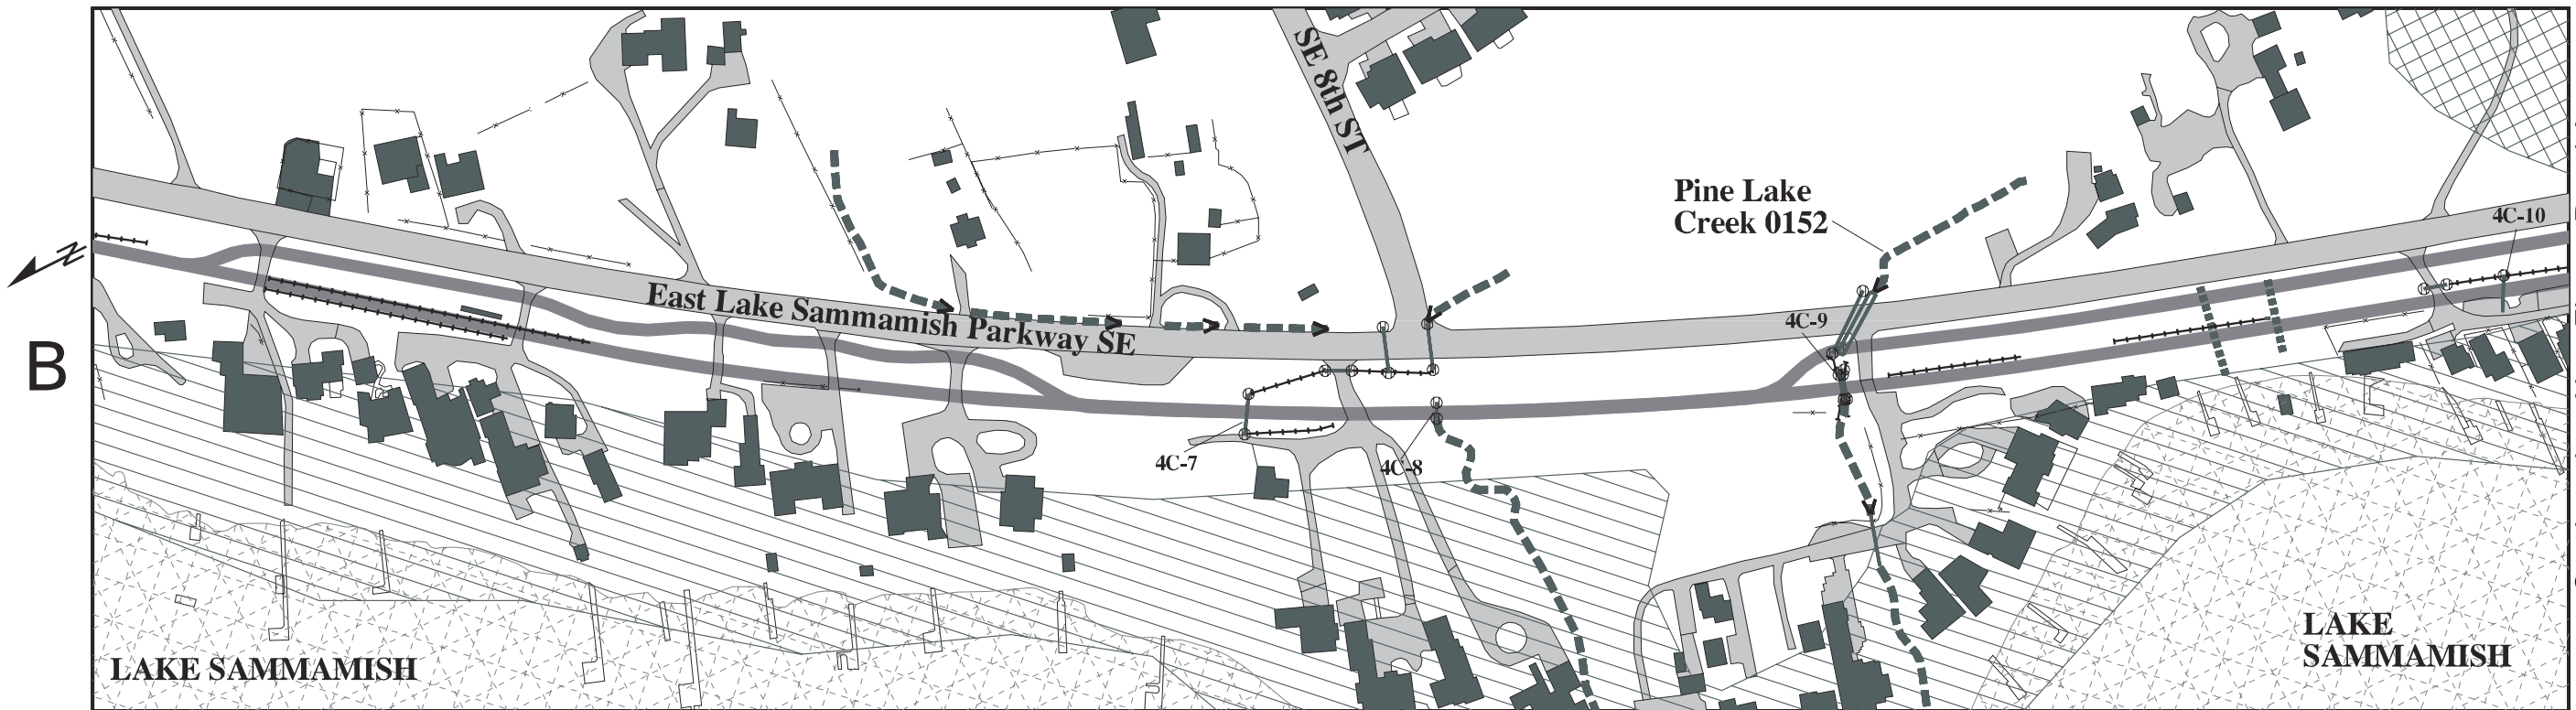 SE 8th ST
Pine Lake
Creek 0152
4C-10
N
East Lake Sammamish Parkway SE
4C-9
B
4C-7
4C-8
LAKE SAMMAMISH
LAKE
SAMMAMISH